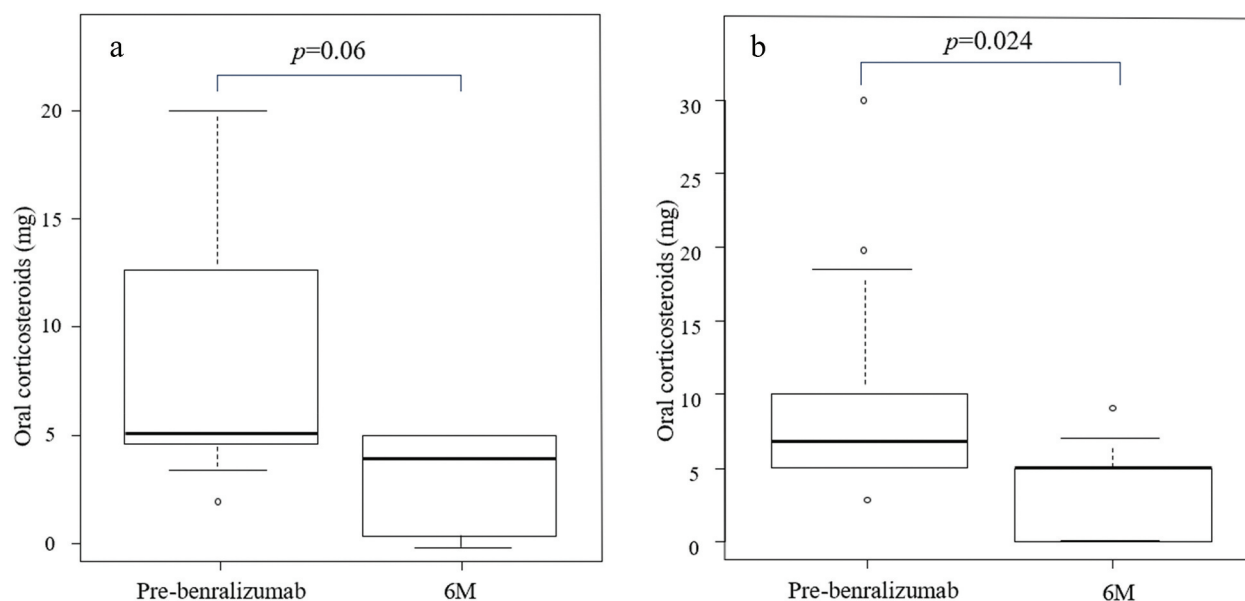 a
p=0.06
Oral corticosteroids (mg)
20
15
10
5
0
Pre-benralizumab
6M
b
p=0.024
Oral corticosteroids (mg)
30
25
20
15
10
5
0
Pre-benralizumab
6M